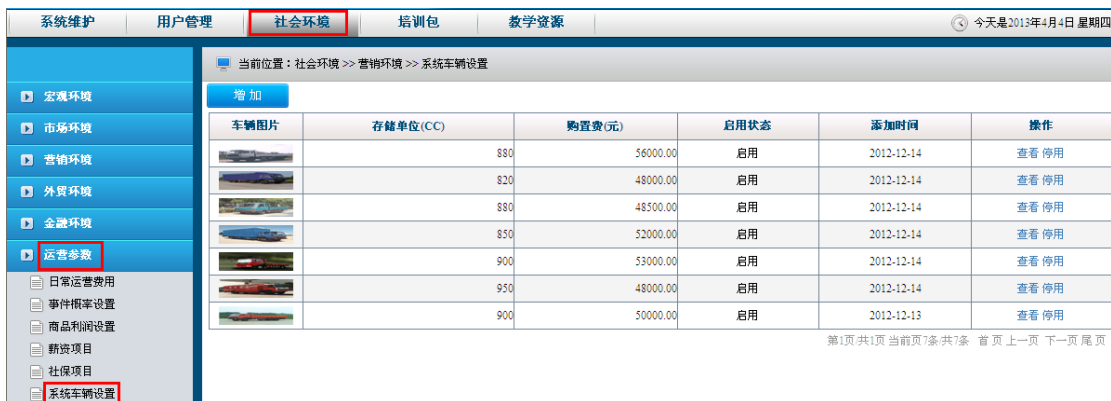 系统维护 用户管理 社会环境 培训包 教学资源 今天是2013年4月4日 星期四
当前位置：社会环境 >> 营销环境 >> 系统车辆设置
宏观环境
市场环境
营销环境
外贸环境
金融环境
运营参数
日常运营费用
事件概率设置
商品利润设置
薪资项目
社保项目
系统车辆设置
增加
车辆图片 存储单位(CC) 购置费(元) 启用状态 添加时间 操作
880 56000.00 启用 2012-12-14 查看 停用
820 48000.00 启用 2012-12-14 查看 停用
880 48500.00 启用 2012-12-14 查看 停用
850 52000.00 启用 2012-12-14 查看 停用
900 53000.00 启用 2012-12-14 查看 停用
950 48000.00 启用 2012-12-14 查看 停用
900 50000.00 启用 2012-12-13 查看 停用
第1页/共1页 当前页7条/共7条 首页 上一页 下一页 尾页